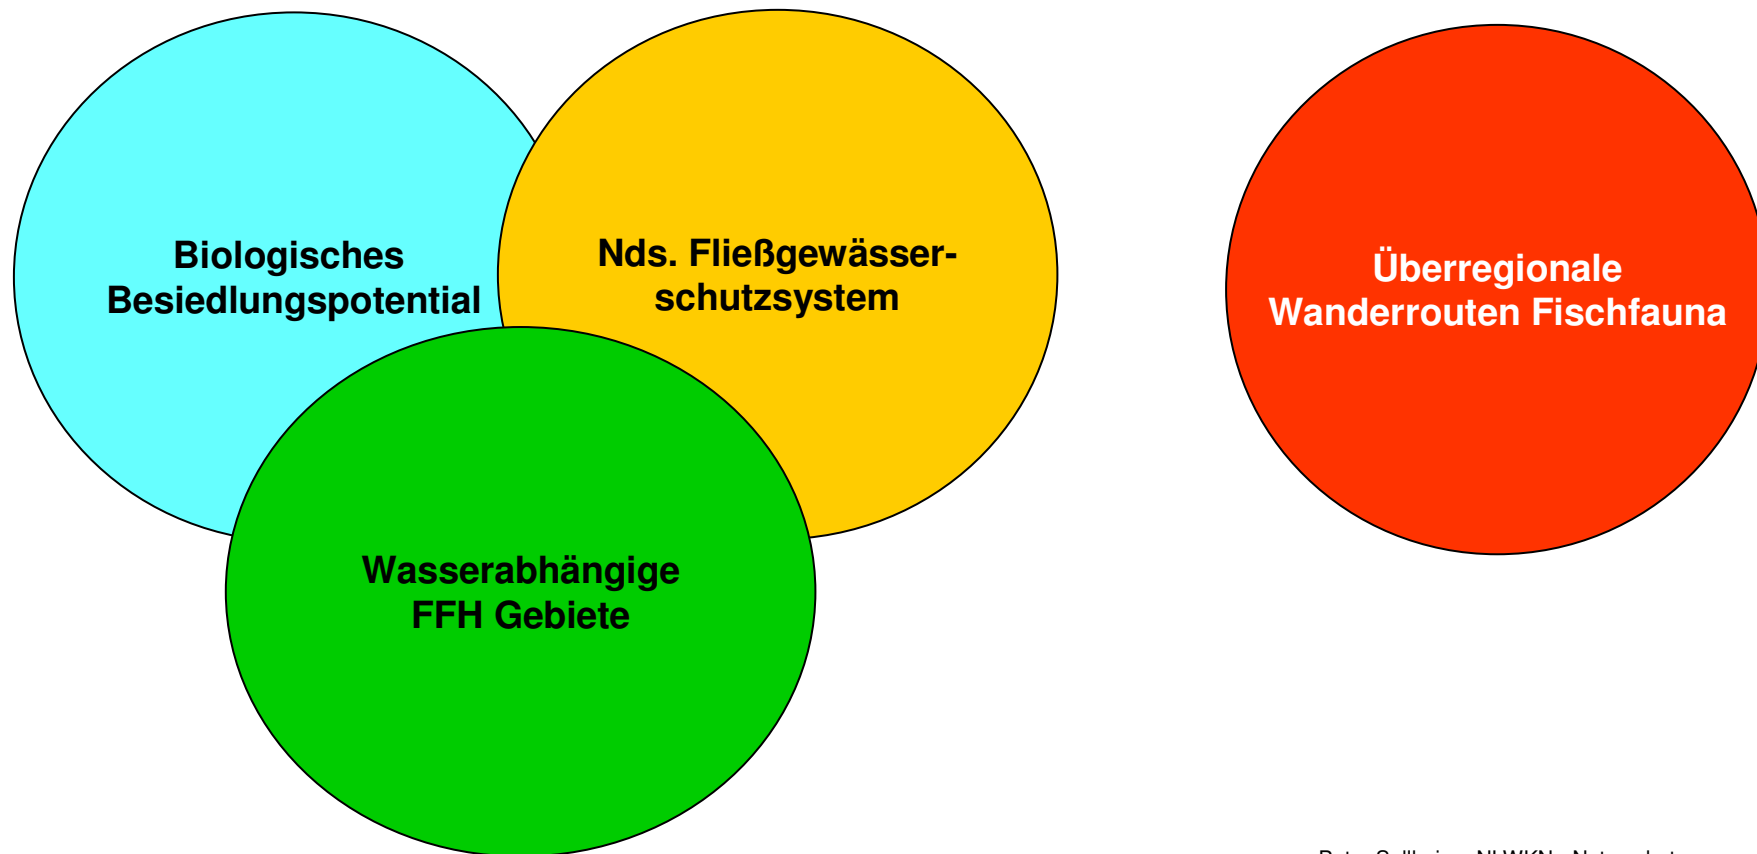 Biologisches
Besiedlungspotential
Nds. Fließgewässer-
schutzsystem
Überregionale
Wanderrouten Fischfauna
Wasserabhängige
FFH Gebiete